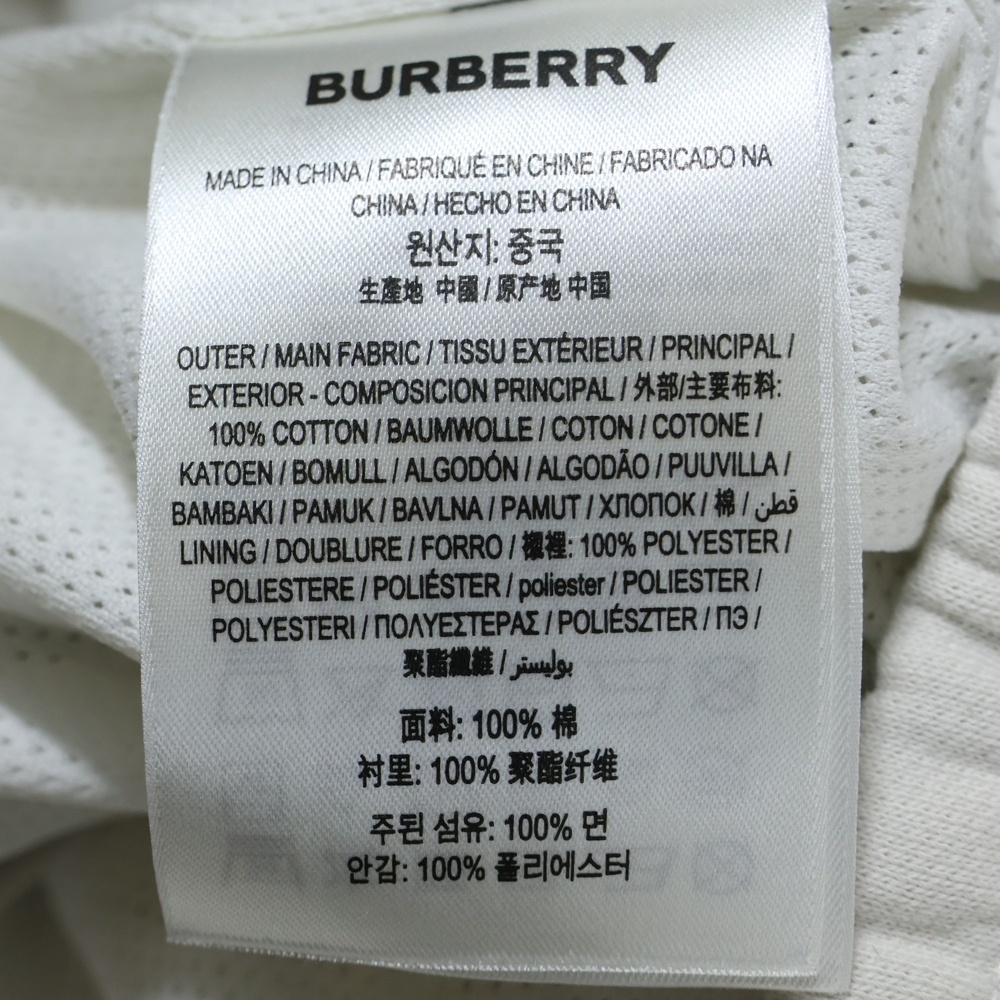 BURBERRY
MADE IN CHINA / FABRIQUÉ EN CHINE / FABRICADO NA
CHINA / HECHO EN CHINA
원산지: 중국
生產地 中國 / 原产地 中国
OUTER / MAIN FABRIC / TISSU EXTÉRIEUR / PRINCIPAL /
EXTERIOR - COMPOSICION PRINCIPAL / 外部/主要布料:
100% COTTON / BAUMWOLLE / COTON / COTONE /
KATOEN / BOMULL / ALGODÓN / ALGODÃO / PUUVILLA /
BAMBAKI / PAMUK / BAVLNA / PAMUT / ХЛОПОК / 棉 / قطن
LINING / DOUBLURE / FORRO / 襯裡: 100% POLYESTER /
POLIESTERE / POLIÉSTER / poliester / POLIESTER /
POLYESTERI / ΠΟΛΥΕΣΤΕΡΑΣ / POLIÉSZTER / ПЭ /
聚酯纖維 / بوليستر
面料: 100% 棉
衬里: 100% 聚酯纤维
주된 섬유: 100% 면
안감: 100% 폴리에스터